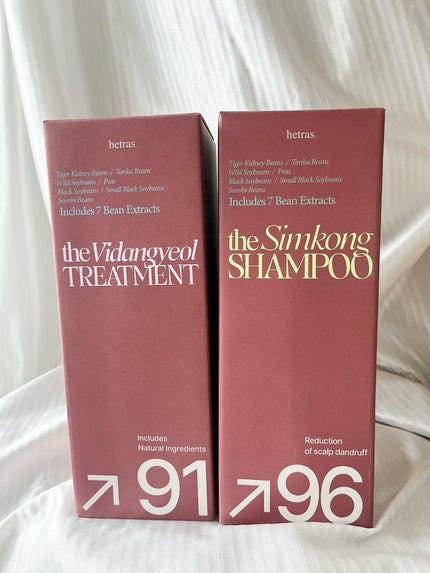 hetras.
Tiger Kidney Beans / Tonka Beans
Wild Soybeans / Peas
Black Soybeans / Small Black Soybeans
Seonbi Beans
Includes 7 Bean Extracts
the Vidangyeol
TREATMENT
Includes
Natural Ingredients
↗ 91
hetras.
Tiger Kidney Beans / Tonka Beans
Wild Soybeans / Peas
Black Soybeans / Small Black Soybeans
Seonbi Beans
Includes 7 Bean Extracts
the Simkong
SHAMPOO
Reduction
of scalp dandruff
↗96